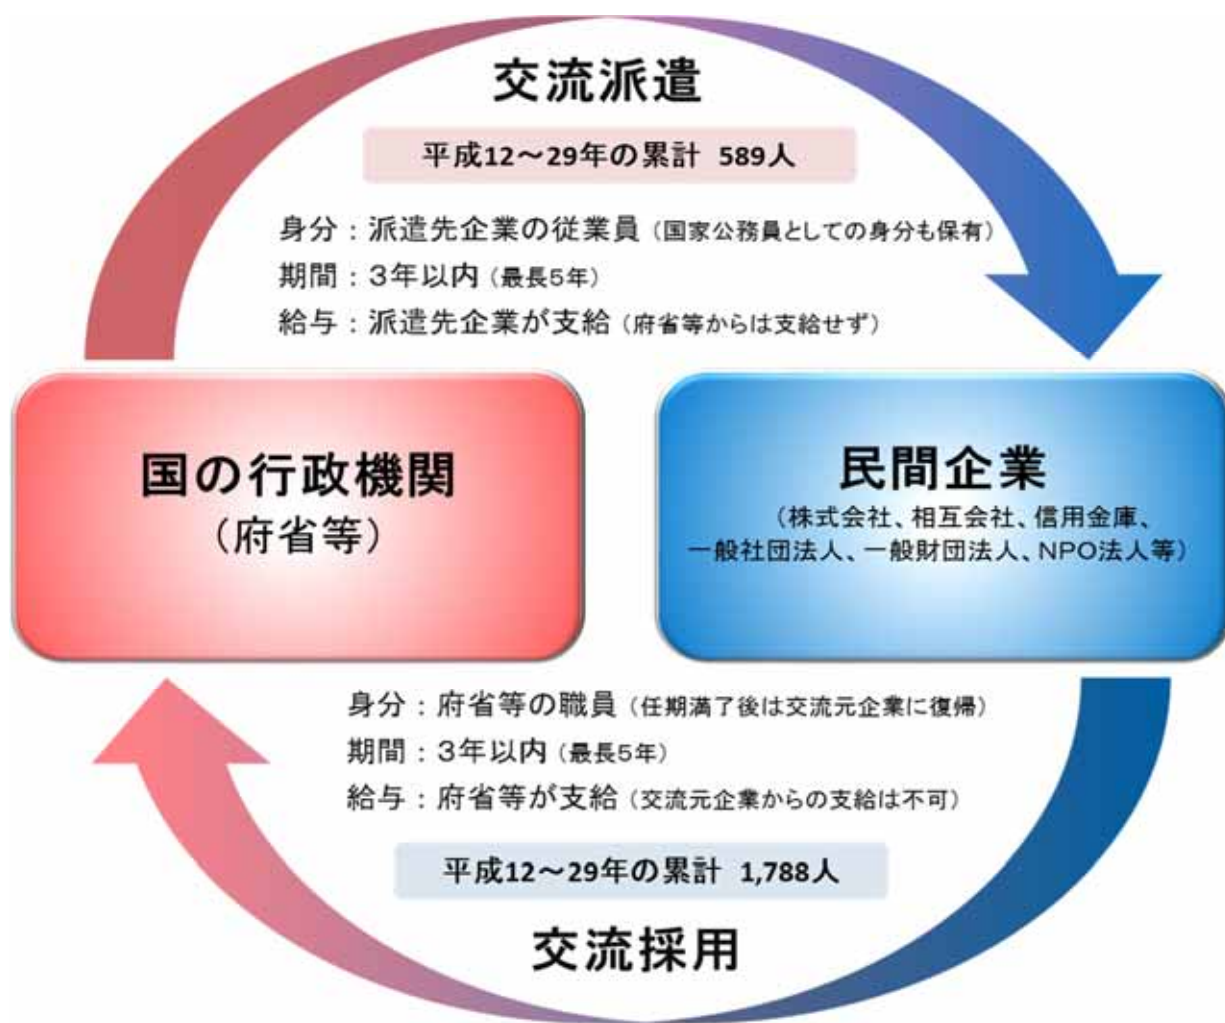 交流派遣
平成12～29年の累計 589人
身分：派遣先企業の従業員（国家公務員としての身分も保有）
期間：３年以内（最長5年）
給与：派遣先企業が支給（府省等からは支給せず）
国の行政機関
（府省等）
民間企業
（株式会社、相互会社、信用金庫、
一般社団法人、一般財団法人、NPO法人等）
身分：府省等の職員（任期満了後は交流元企業に復帰）
期間：３年以内（最長5年）
給与：府省等が支給（交流元企業からの支給は不可）
平成12～29年の累計 1,788人
交流採用